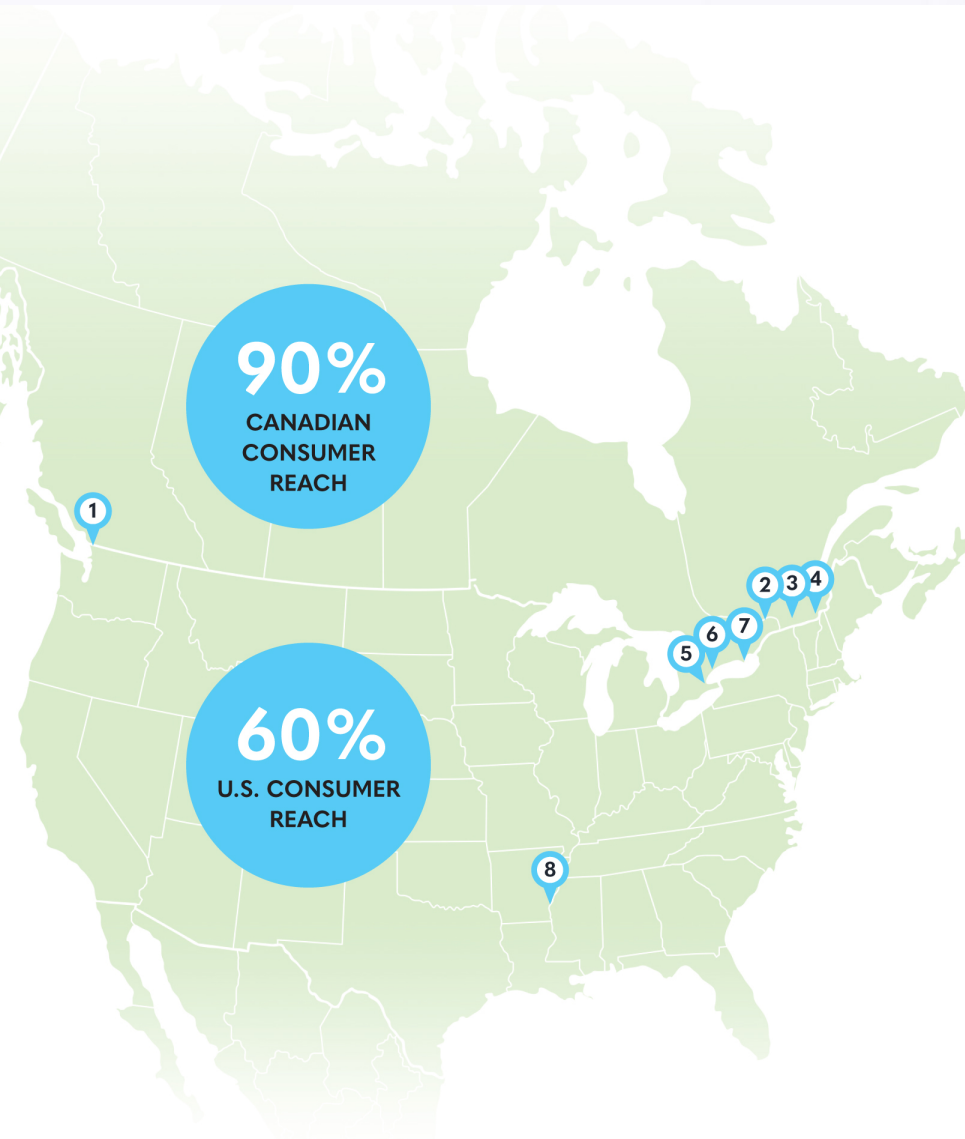 90%
CANADIAN
CONSUMER
REACH
1
2 3 4
5 6 7
60%
U.S. CONSUMER
REACH
8